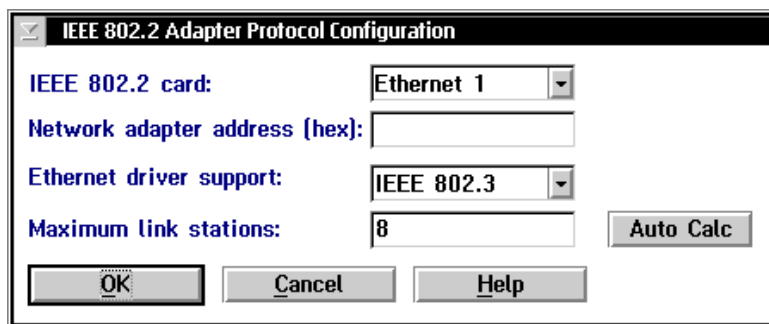 IEEE 802.2 Adapter Protocol Configuration
IEEE 802.2 card: Ethernet 1
Network adapter address (hex):
Ethernet driver support: IEEE 802.3
Maximum link stations: 8 Auto Calc
OK Cancel Help